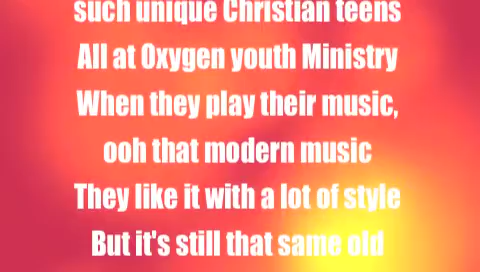 such unique Christian teens
All at Oxygen youth Ministry
When they play their music,
ooh that modern music
They like it with a lot of style
But it's still that same old